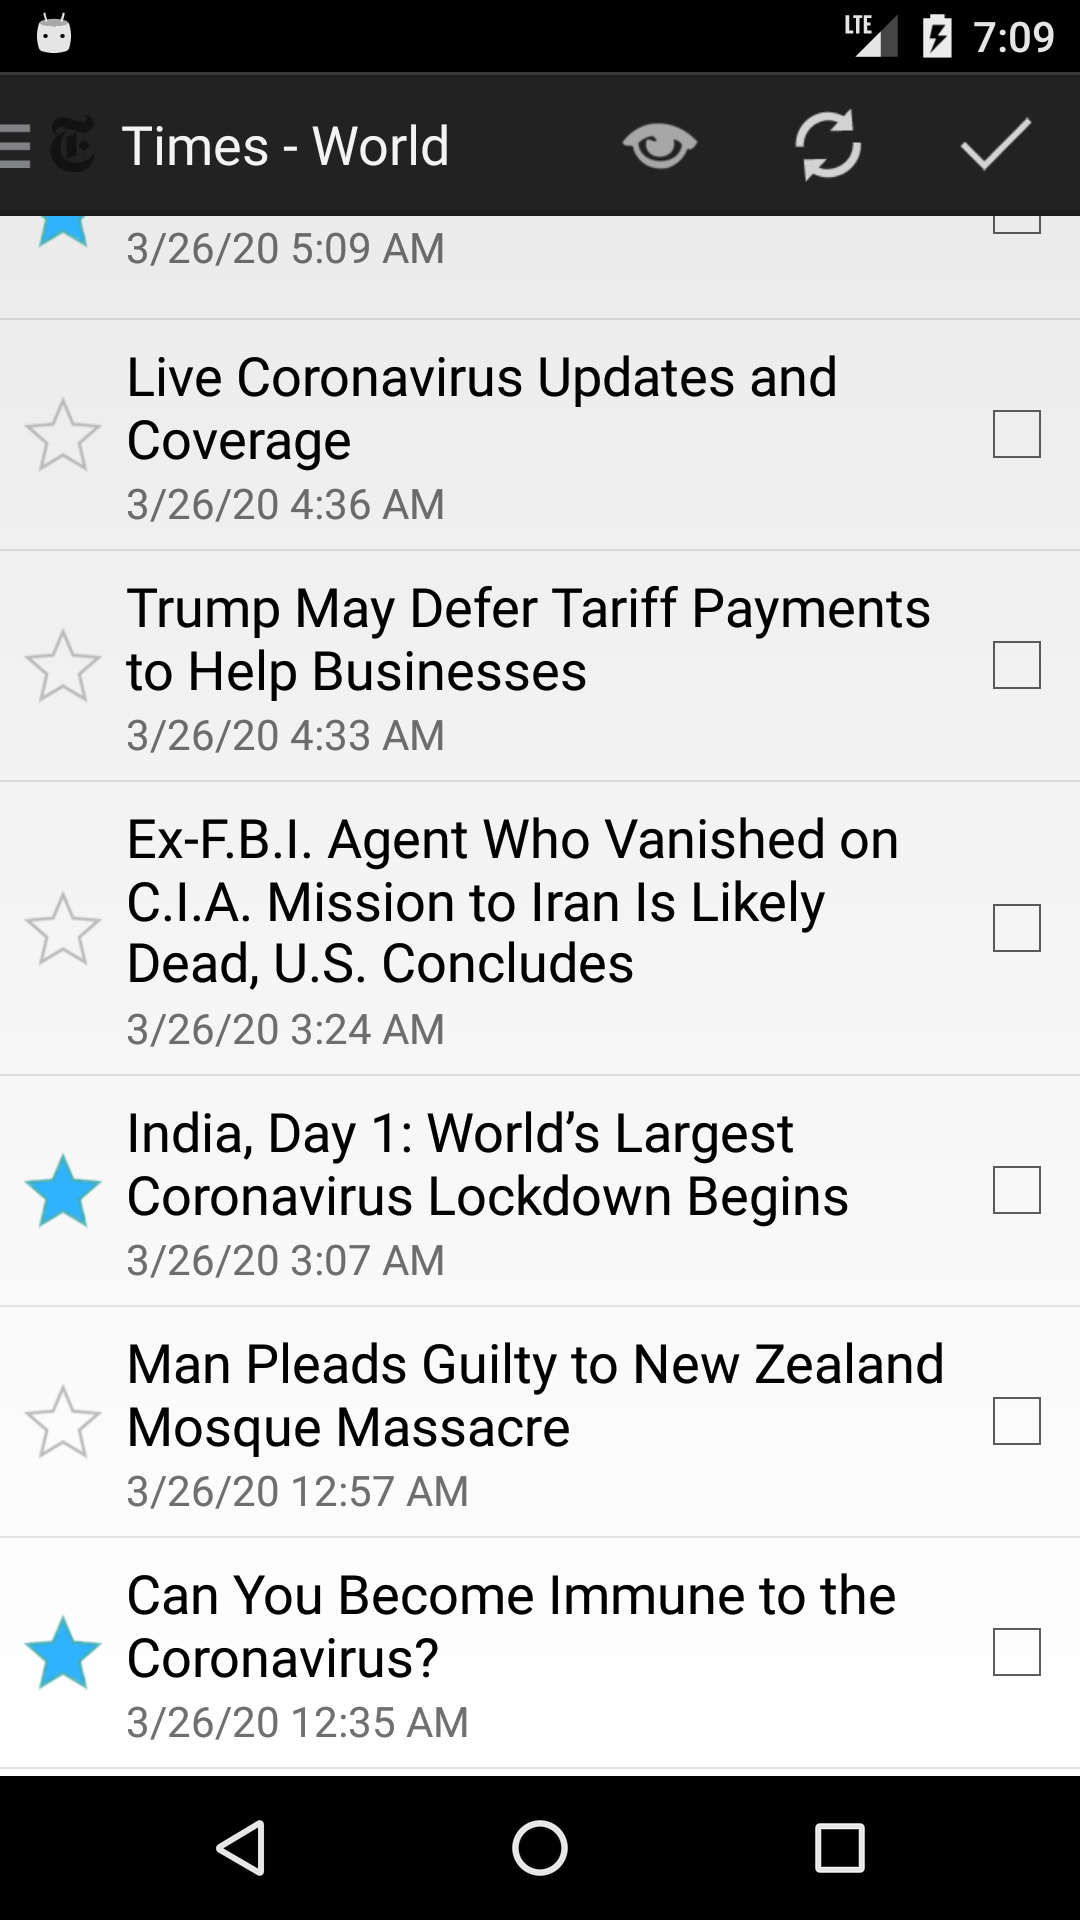 LTE 7:09
Times - World
3/26/20 5:09 AM
Live Coronavirus Updates and
Coverage
3/26/20 4:36 AM
Trump May Defer Tariff Payments
to Help Businesses
3/26/20 4:33 AM
Ex-F.B.I. Agent Who Vanished on
C.I.A. Mission to Iran Is Likely
Dead, U.S. Concludes
3/26/20 3:24 AM
India, Day 1: World’s Largest
Coronavirus Lockdown Begins
3/26/20 3:07 AM
Man Pleads Guilty to New Zealand
Mosque Massacre
3/26/20 12:57 AM
Can You Become Immune to the
Coronavirus?
3/26/20 12:35 AM